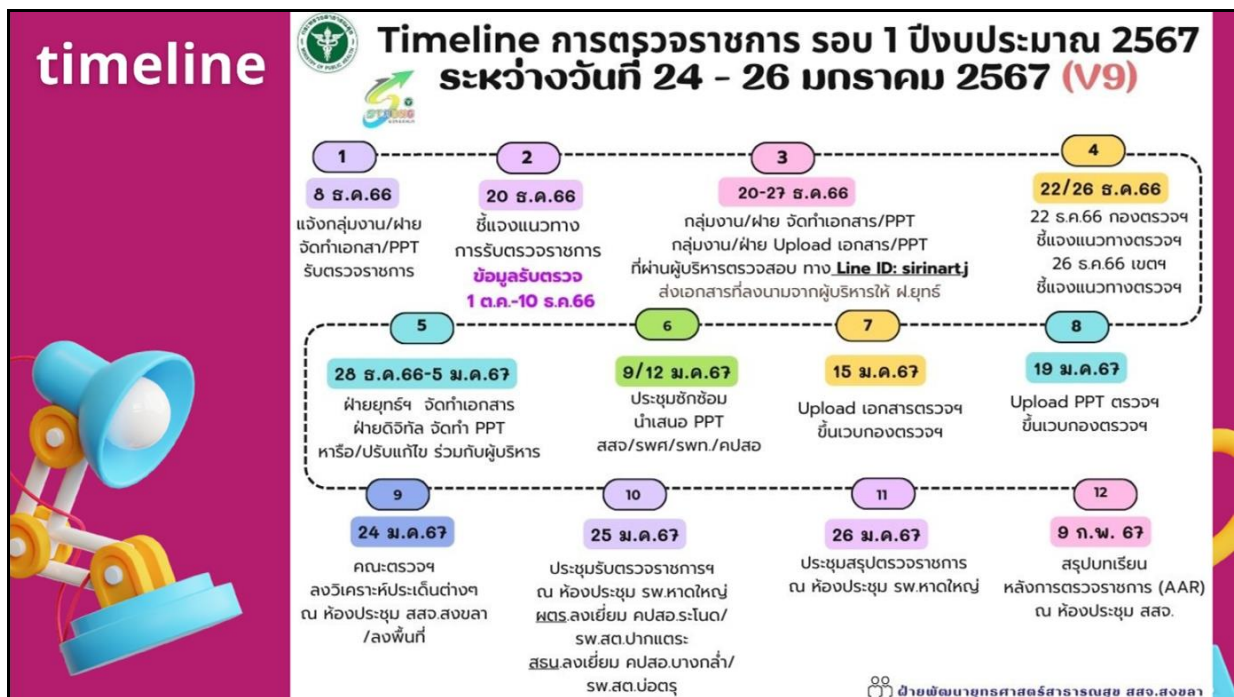 timeline
Timeline การตรวจราชการ รอบ 1 ปีงบประมาณ 2567
ระหว่างวันที่ 24 - 26 มกราคม 2567 (V9)
1
8 ธ.ค.66
แจ้งกลุ่มงาน/ฝาย
จัดทำเอกสา/PPT
รับตรวจราชการ
2
20 ธ.ค.66
ชี้แจงแนวทาง
การรับตรวจราชการ
ข้อมูลรับตรวจ
1 ต.ค.-10 ธ.ค.66
3
20-27 ธ.ค.66
กลุ่มงาน/ฝาย จัดทำเอกสาร/PPT
กลุ่มงาน/ฝ่าย Upload เอกสาร/PPT
ที่ผ่านผู้บริหารตรวจสอบ ทาง Line ID: sirinart.j
ส่งเอกสารที่ลงนามจากผู้บริหารให้ ฝ.ยุทธ์
4
22/26 ธ.ค.66
22 ธ.ค.66 กองตรวจฯ
ชี้แจงแนวทางตรวจฯ
26 ธ.ค.66 เขตฯ
ชี้แจงแนวทางตรวจฯ
5
28 ธ.ค.66-5 ม.ค.67
ฝ่ายยุทธ์ฯ จัดทำเอกสาร
ฝ่ายดิจิทัล จัดทำ PPT
หารือ/ปรับแก้ไข ร่วมกับผู้บริหาร
6
9/12 ม.ค.67
ประชุมซักซ้อม
นำเสนอ PPT
สสจ/รพศ/รพท./คปสอ
7
15 ม.ค.67
Upload เอกสารตรวจฯ
ขึ้นเวบกองตรวจฯ
8
19 ม.ค.67
Upload PPT ตรวจฯ
ขึ้นเวบกองตรวจฯ
9
24 ม.ค.67
คณะตรวจฯ
ลงวิเคราะห์ประเด็นต่างๆ
ณ ห้องประชุม สสจ.สงขลา
/ลงพื้นที่
10
25 ม.ค.67
ประชุมรับตรวจราชการฯ
ณ ห้องประชุม รพ.หาดใหญ่
ผตร.ลงเยี่ยม คปสอ.ระโนด/
รพ.สต.ปากแตระ
สธน.ลงเยี่ยม คปสอ.บางกล่ำ/
รพ.สต.บ่อตรุ
11
26 ม.ค.67
ประชุมสรุปตรวจราชการ
ณ ห้องประชุม รพ.หาดใหญ่
12
9 ก.พ. 67
สรุปบทเรียน
หลังการตรวจราชการ (AAR)
ณ ห้องประชุม สสจ.
ฝ่ายพัฒนายุทธศาสตร์สาธารณสุข สสจ.สงขลา